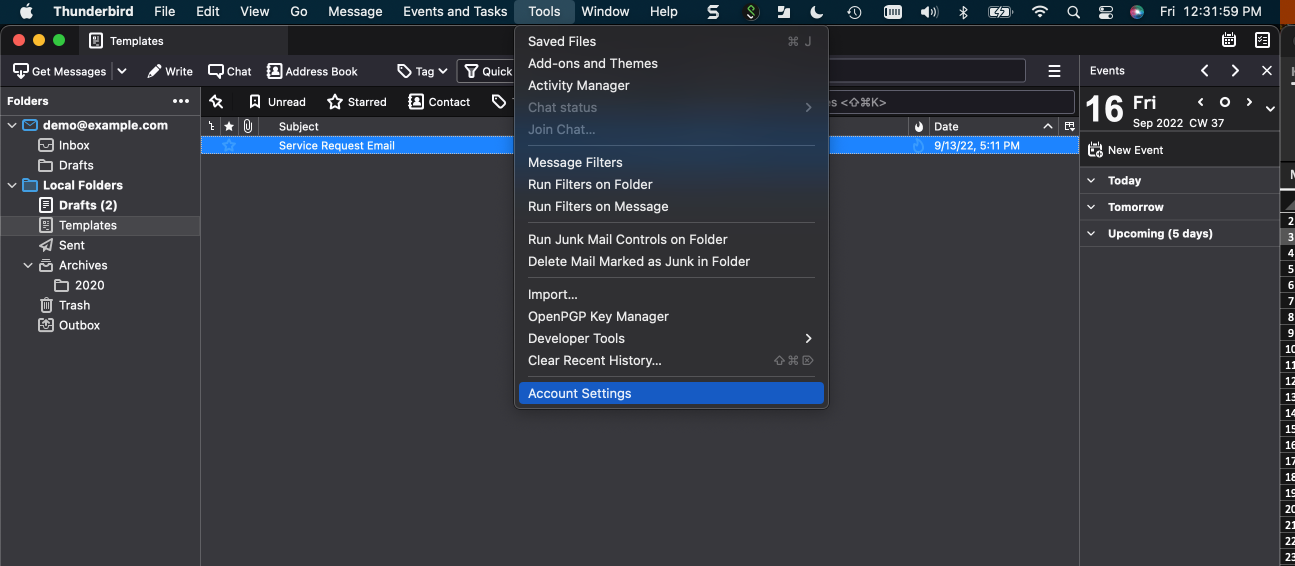 Thunderbird File Edit View Go Message Events and Tasks Tools Window Help Fri 12:31:59 PM
Templates
Get Messages Write Chat Address Book Tag Quick
Saved Files ⌘ J
Add-ons and Themes
Activity Manager
Chat status
Join Chat...
Message Filters
Run Filters on Folder
Run Filters on Message
Run Junk Mail Controls on Folder
Delete Mail Marked as Junk in Folder
Import...
OpenPGP Key Manager
Developer Tools
Clear Recent History... ⇧⌘⌦
Account Settings
Folders
demo@example.com
Inbox
Drafts
Local Folders
Drafts (2)
Templates
Sent
Archives
2020
Trash
Outbox
Unread Starred Contact
<⇧⌘K>
Subject Date
Service Request Email 9/13/22, 5:11 PM
Events
16 Fri
Sep 2022 CW 37
New Event
Today
Tomorrow
Upcoming (5 days)
2
3
4
5
6
7
8
9
10
11
12
13
14
15
16
17
18
19
20
21
22
23